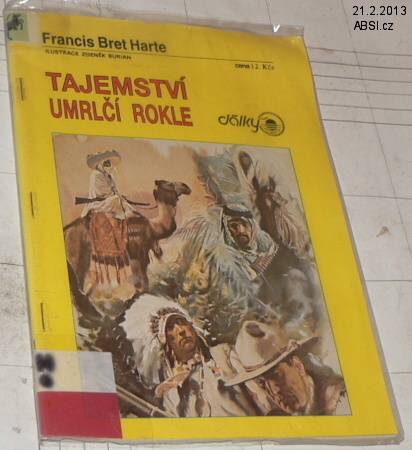 21.2.2013
ABSI.cz
Francis Bret Harte
ILUSTRACE ZDENĚK BURIAN
cena 12 Kčs
TAJEMSTVÍ
UMRLČÍ ROKLE
dálky